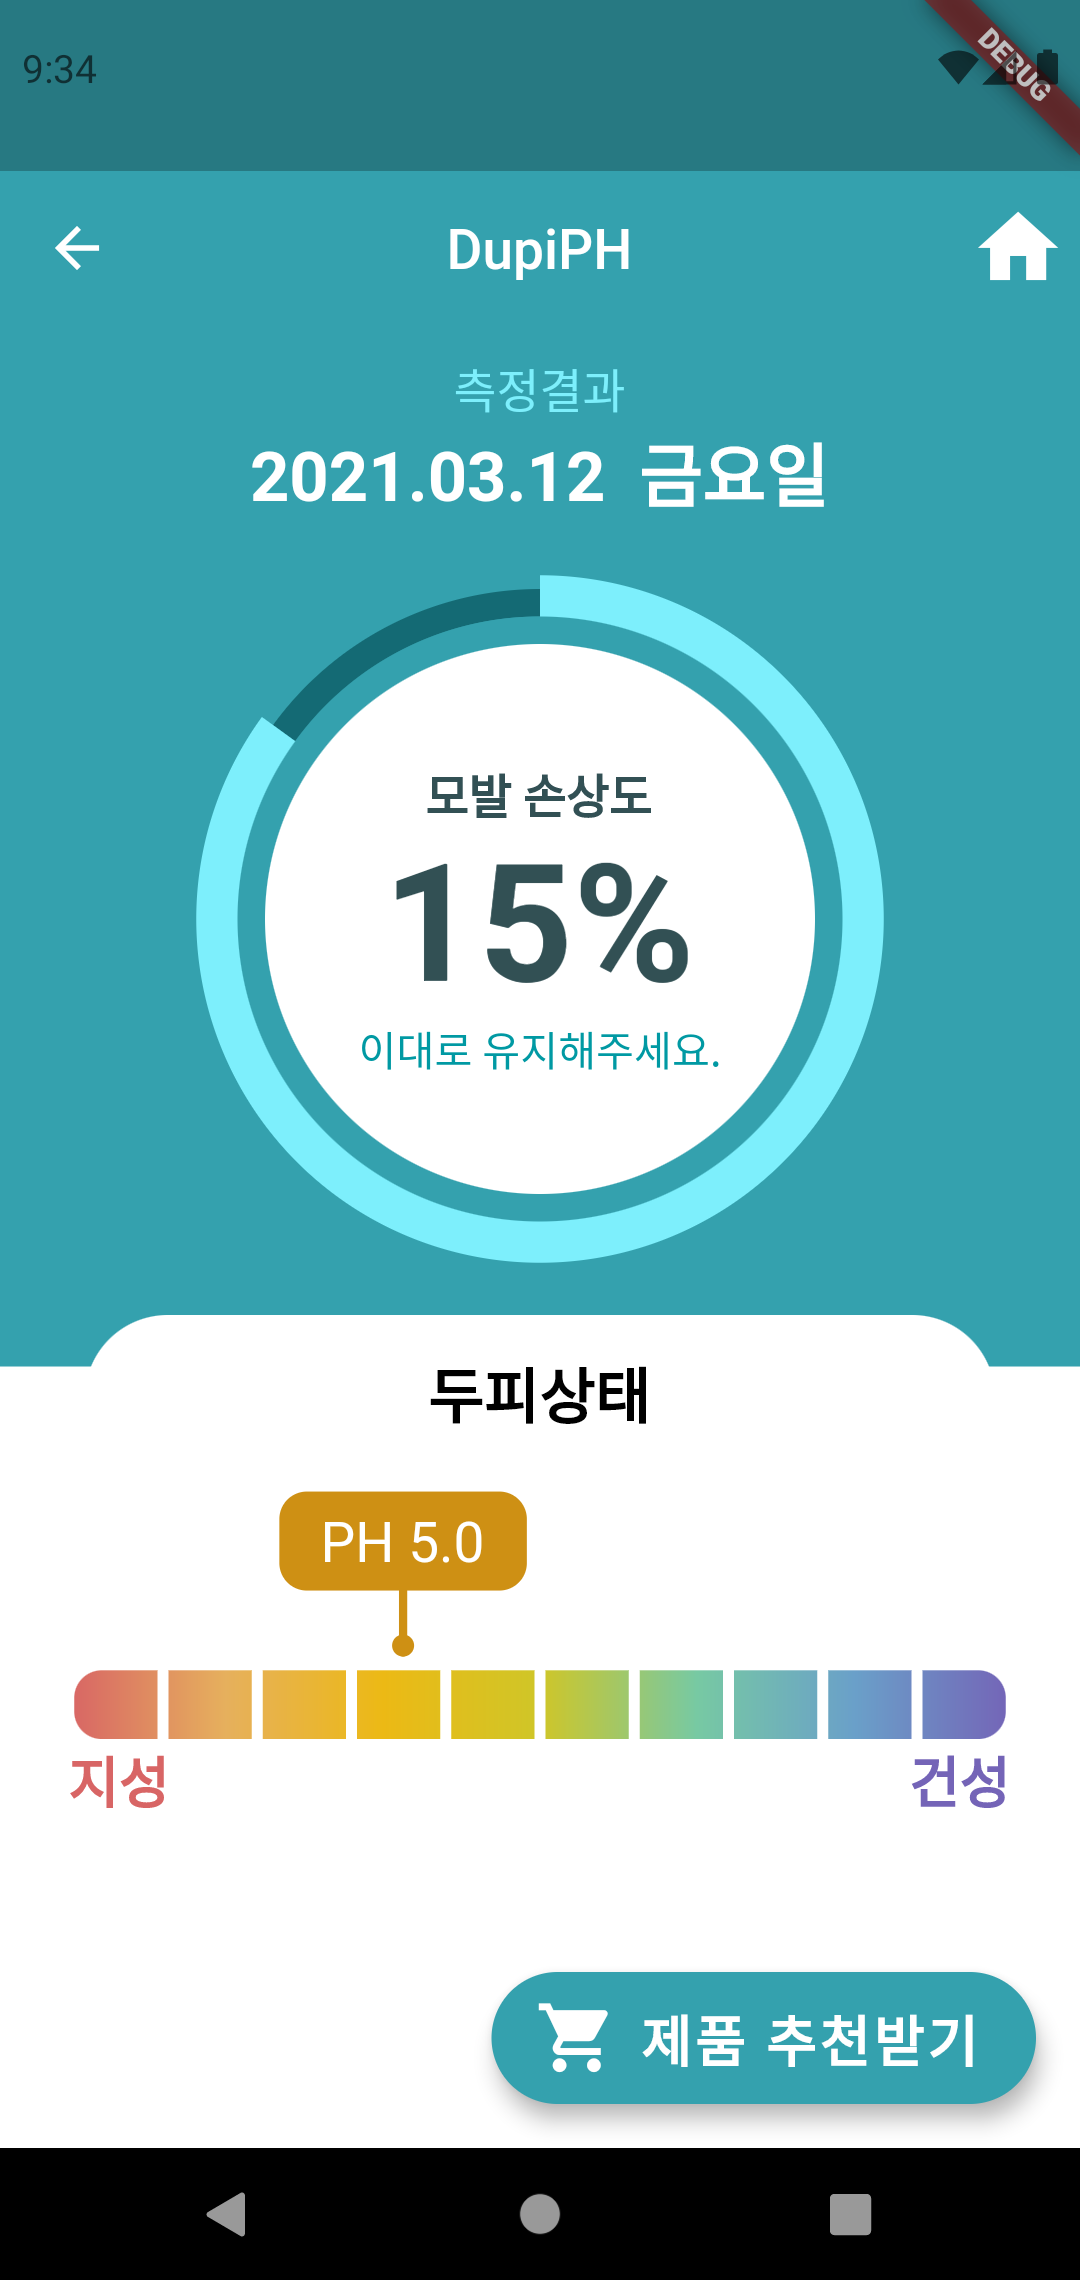 9:34
DEBUG
DupiPH
측정결과
2021.03.12 금요일
모발 손상도
15%
이대로 유지해주세요.
두피상태
PH 5.0
지성
건성
제품 추천받기